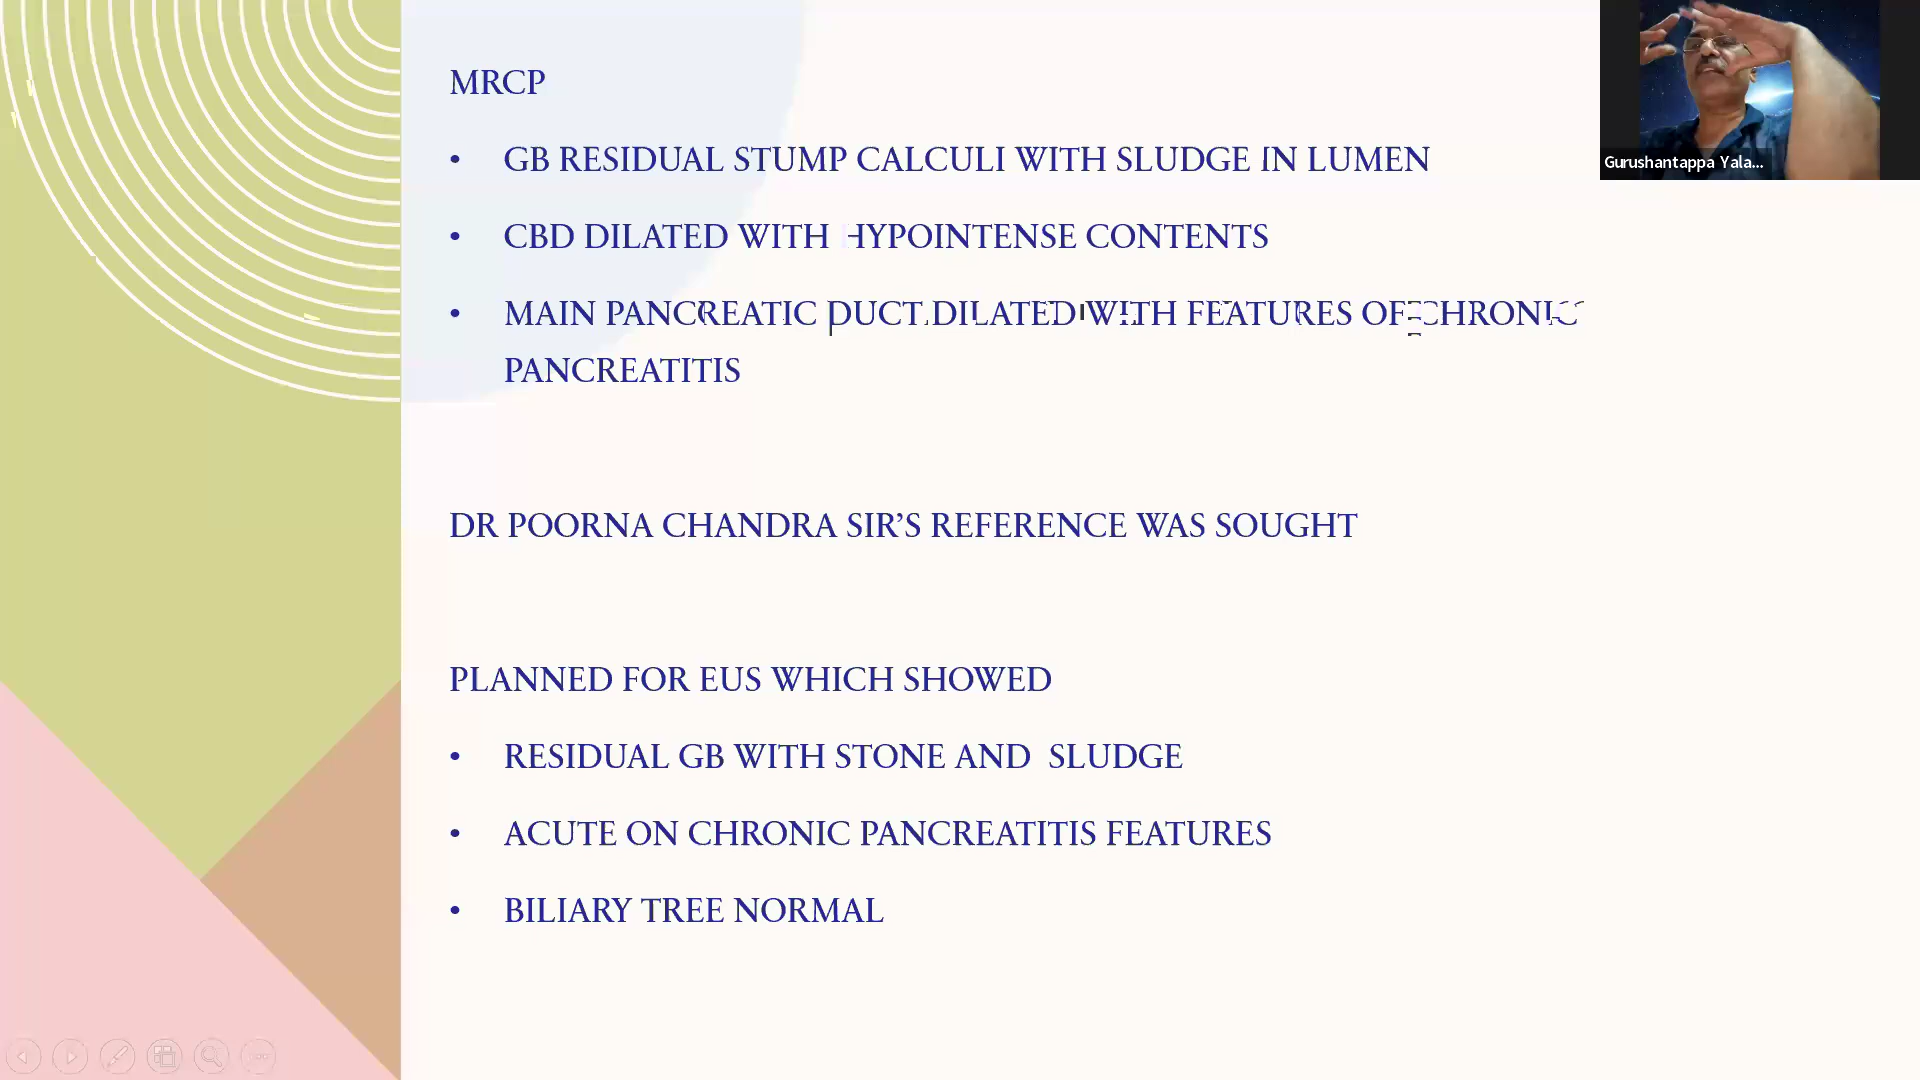 MRCP
• GB RESIDUAL STUMP CALCULI WITH SLUDGE IN LUMEN
• CBD DILATED WITH HYPOINTENSE CONTENTS
• MAIN PANCREATIC DUCT DILATED WITH FEATURES OF CHRONIC
PANCREATITIS
DR POORNA CHANDRA SIR’S REFERENCE WAS SOUGHT
PLANNED FOR EUS WHICH SHOWED
• RESIDUAL GB WITH STONE AND SLUDGE
• ACUTE ON CHRONIC PANCREATITIS FEATURES
• BILIARY TREE NORMAL
Gurushantappa Yala...